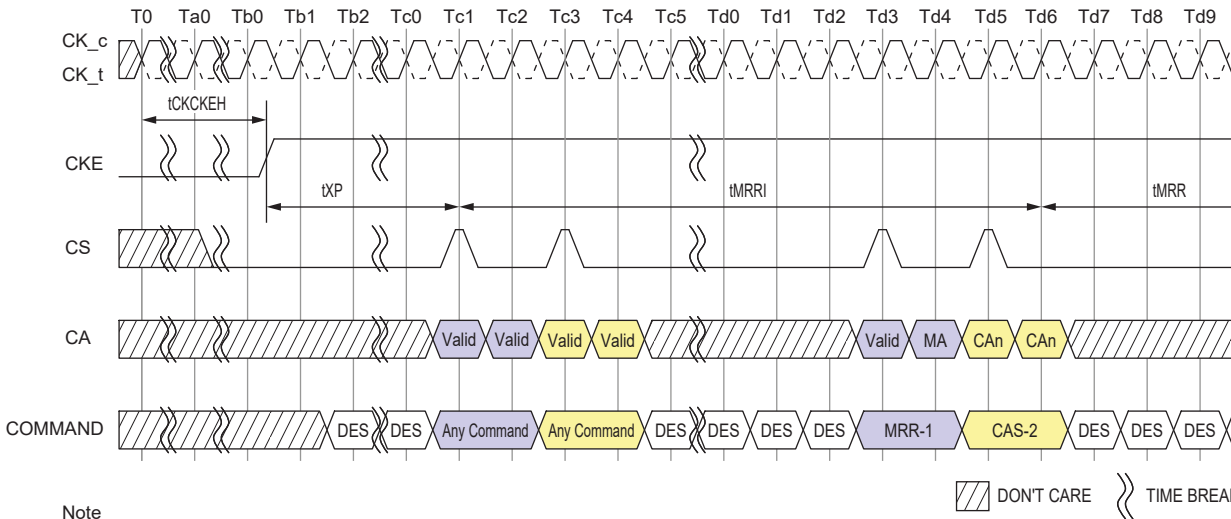 T0 Ta0 Tb0 Tb1 Tb2 Tc0 Tc1 Tc2 Tc3 Tc4 Tc5 Td0 Td1 Td2 Td3 Td4 Td5 Td6 Td7 Td8 Td9
CK_c
CK_t
tCKCKEH
CKE
tXP tMRRI tMRR
CS
CA Valid Valid Valid Valid Valid MA CAn CAn
COMMAND DES DES Any Command Any Command DES DES DES DES MRR-1 CAS-2 DES DES DES
DON'T CARE TIME BREA
Note